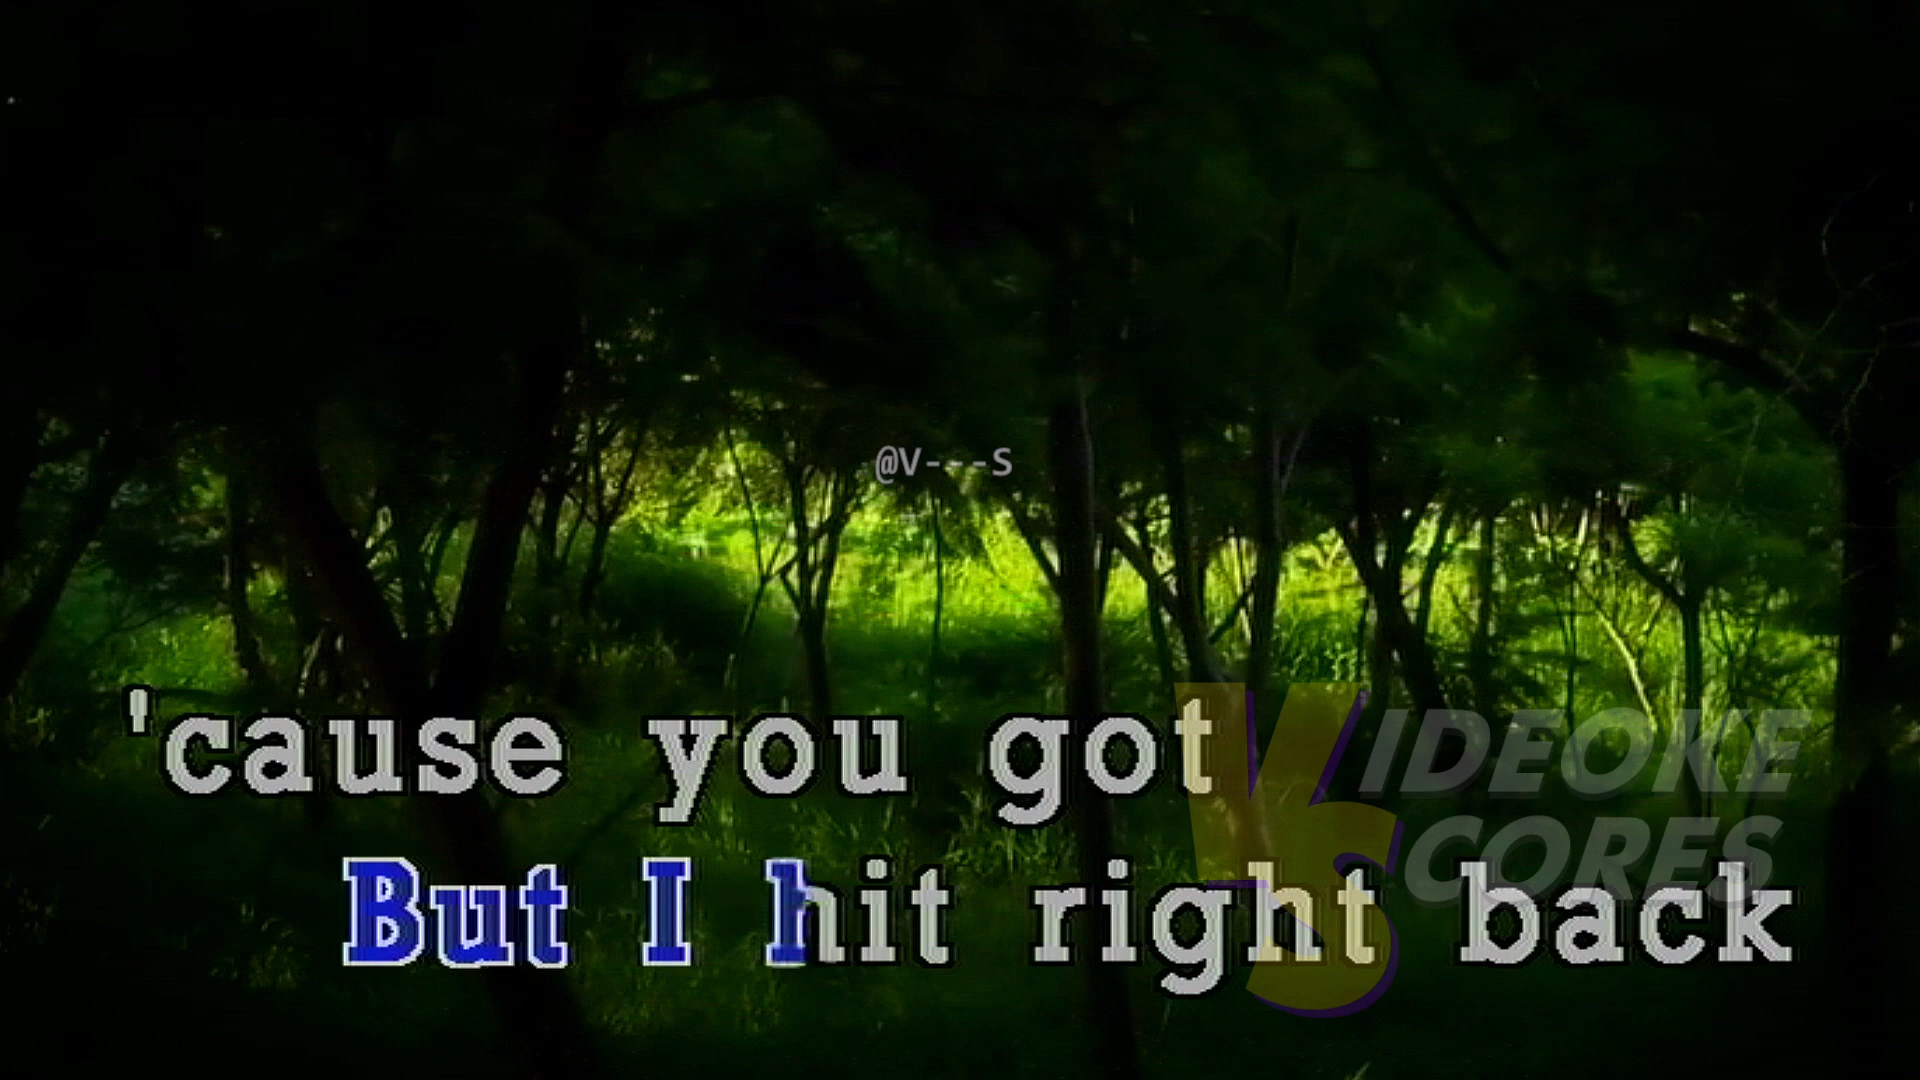 @V---S
'cause you got
VIDEOKE
SCORES
But I hit right back